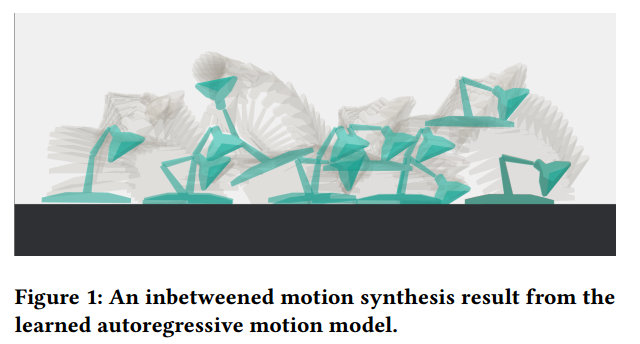 Figure 1: An inbetweened motion synthesis result from the
learned autoregressive motion model.